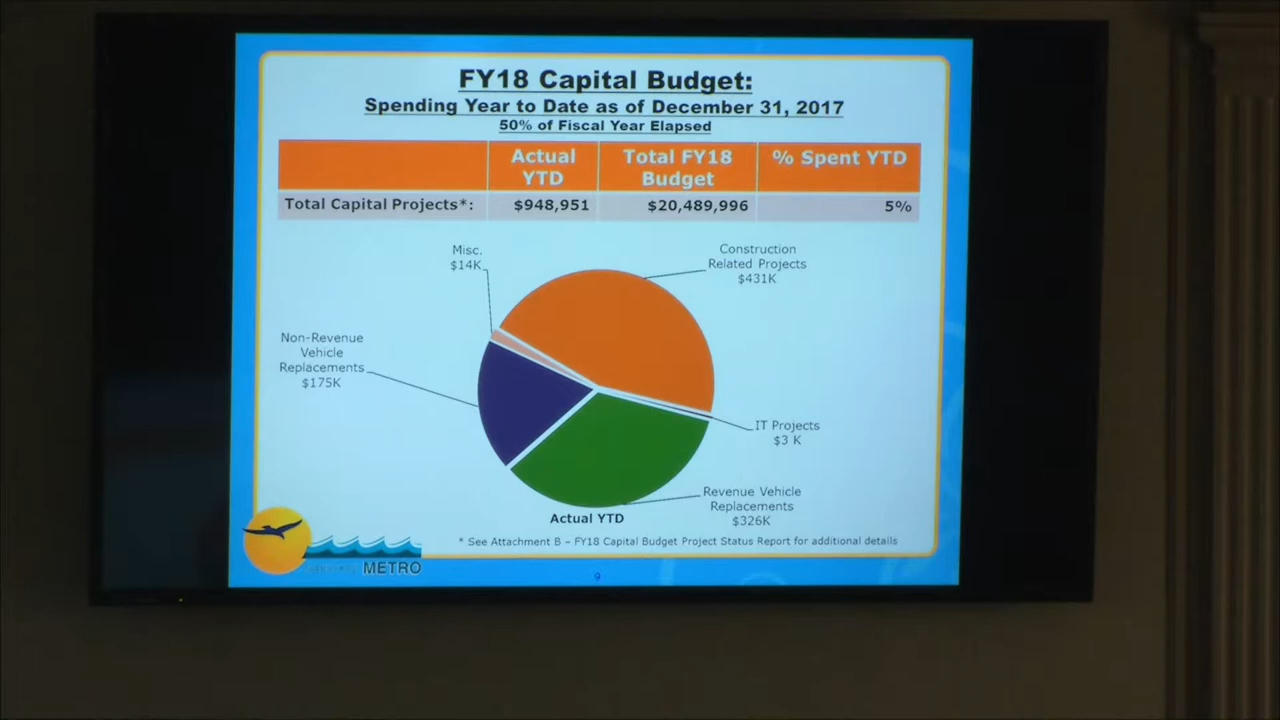 FY18 Capital Budget:
Spending Year to Date as of December 31, 2017
50% of Fiscal Year Elapsed
Actual YTD
Total FY18 Budget
% Spent YTD
Total Capital Projects*:
$948,951
$20,489,996
5%
Misc.
$14K
Construction
Related Projects
$431K
Non-Revenue
Vehicle
Replacements
$175K
IT Projects
$3 K
Revenue Vehicle
Replacements
$326K
Actual YTD
* See Attachment B – FY18 Capital Budget Project Status Report for additional details
METRO
9